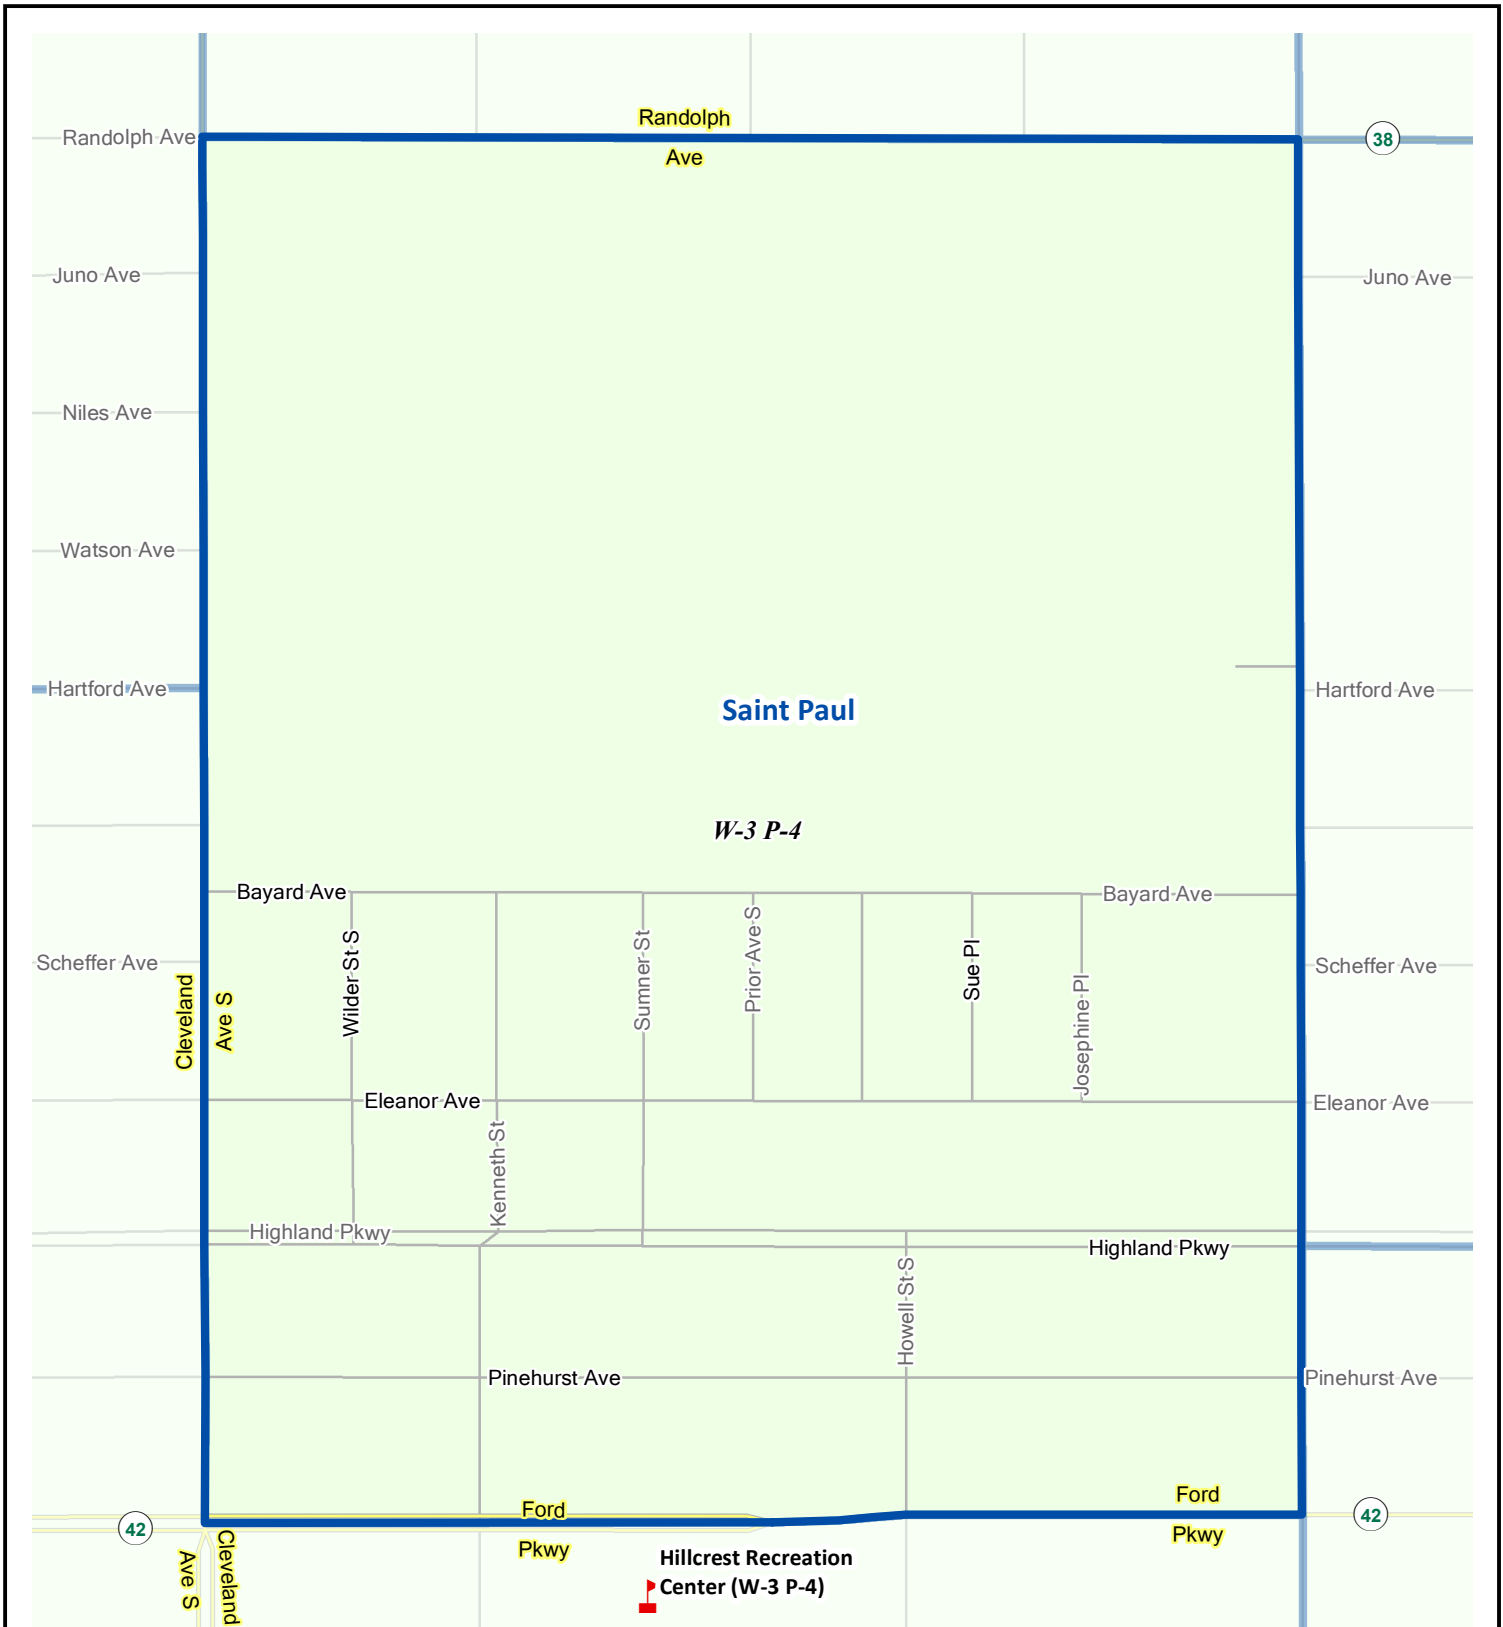 Randolph
Randolph Ave
38
Ave
Juno Ave
Juno Ave
Niles Ave
Watson Ave
Hartford Ave
Hartford Ave
Saint Paul
W-3 P-4
Bayard Ave
Bayard Ave
Scheffer Ave
Scheffer Ave
Cleveland
Ave S
Wilder St S
Sumner St
Prior Ave S
Sue Pl
Josephine Pl
Eleanor Ave
Eleanor Ave
Kenneth St
Highland Pkwy
Highland Pkwy
Howell St S
Pinehurst Ave
Pinehurst Ave
Ford
Ford
42
42
Pkwy
Pkwy
Cleveland
Ave S
Hillcrest Recreation
Center (W-3 P-4)